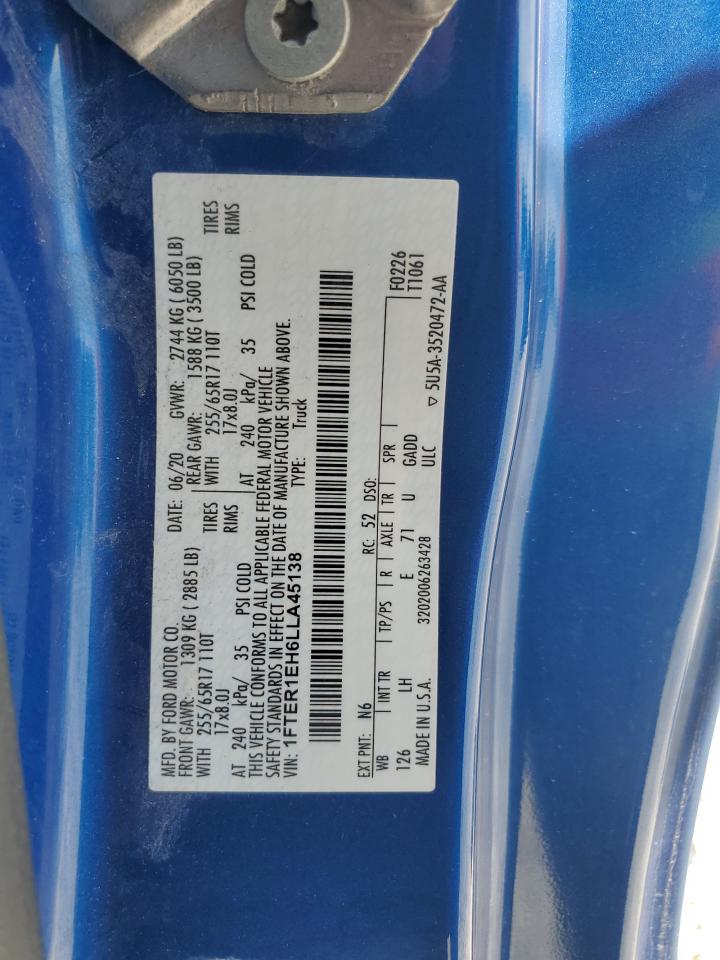 MFD. BY FORD MOTOR CO.
DATE: 06/20 GVWR: 2744 KG ( 6050 LB)
FRONT GAWR: 1309 KG ( 2885 LB) REAR GAWR: 1588 KG ( 3500 LB)
WITH 255/65R17 110T TIRES WITH 255/65R17 110T TIRES
17x8.0J RIMS 17x8.0J RIMS
AT 240 kPa/ 35 PSI COLD AT 240 kPa/ 35 PSI COLD
THIS VEHICLE CONFORMS TO ALL APPLICABLE FEDERAL MOTOR VEHICLE
SAFETY STANDARDS IN EFFECT ON THE DATE OF MANUFACTURE SHOWN ABOVE.
VIN: 1FTER1EH6LLA45138 TYPE: Truck
EXT PNT: N6 RC: 52 DSO: F0226
WB INT TR TP/PS R AXLE TR SPR T1061
126 LH E 71 U GADD
MADE IN U.S.A. 3202006263428 ULC ▽ 5U5A-3520472-AA